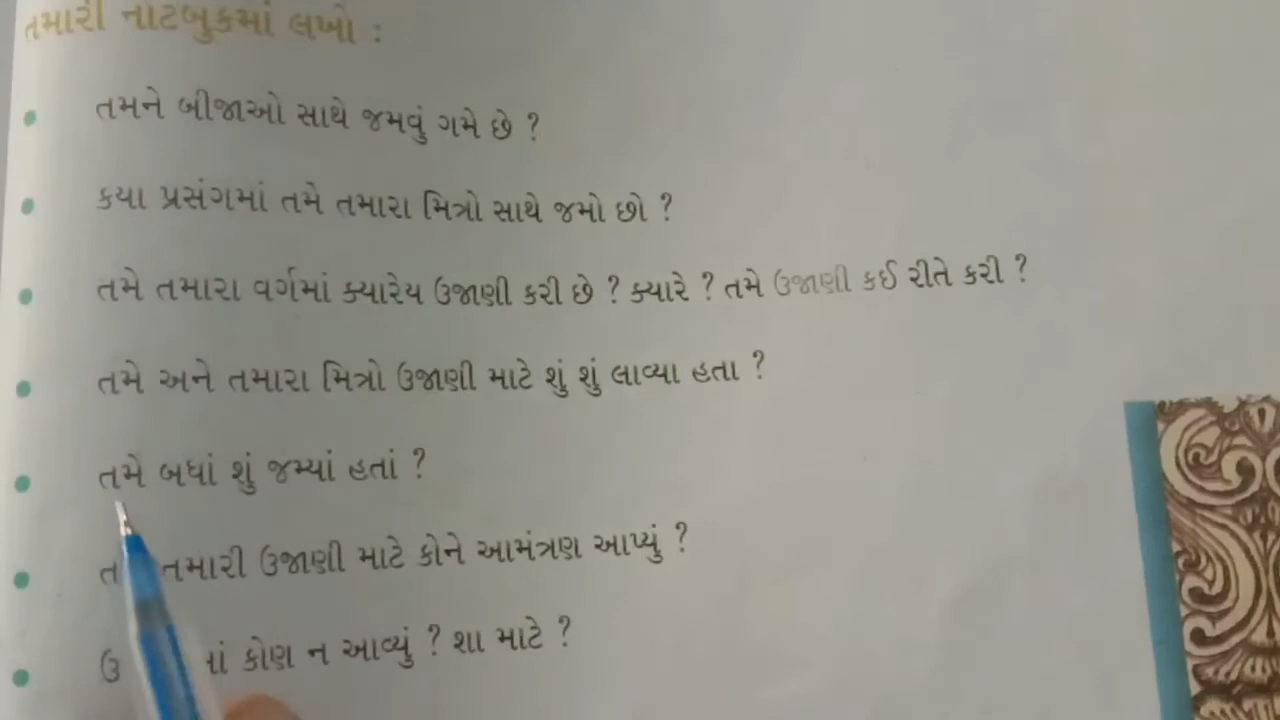 તમારી નોટબુકમાં લખો :
તમને બીજાઓ સાથે જમવું ગમે છે ?
કયા પ્રસંગમાં તમે તમારા મિત્રો સાથે જમો છો ?
તમે તમારા વર્ગમાં ક્યારેય ઉજાણી કરી છે ? ક્યારે ? તમે ઉજાણી કઈ રીતે કરી ?
તમે અને તમારા મિત્રો ઉજાણી માટે શું શું લાવ્યા હતા ?
તમે બધાં શું જમ્યાં હતાં ?
તમારી ઉજાણી માટે કોને આમંત્રણ આપ્યું ?
કોણ ન આવ્યું ? શા માટે ?